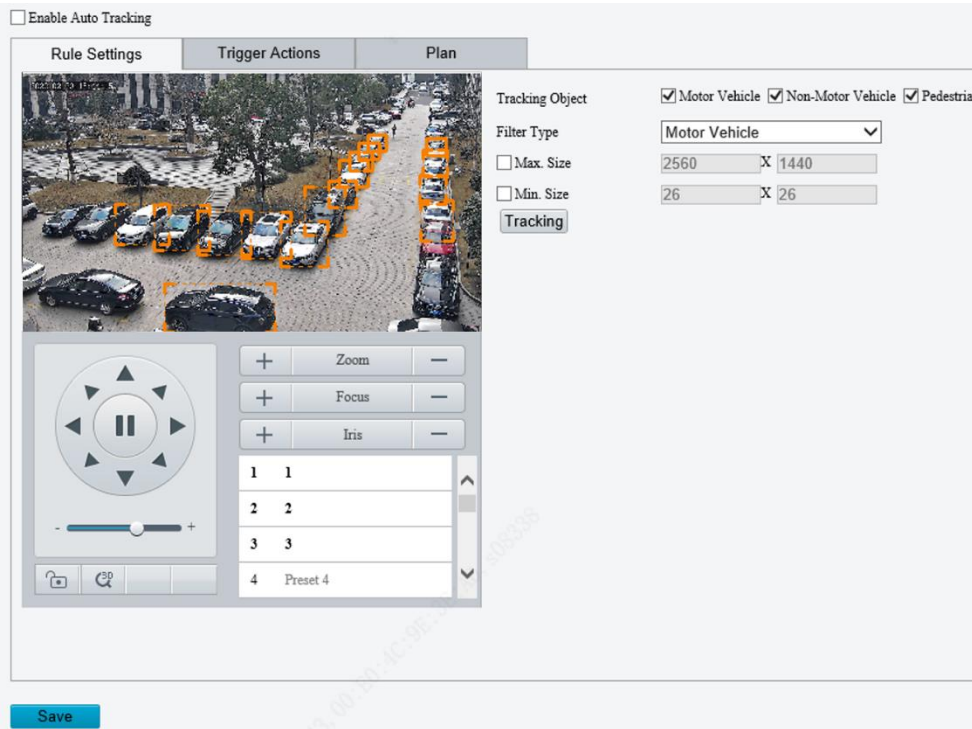 Enable Auto Tracking
Rule Settings Trigger Actions Plan
Tracking Object Motor Vehicle Non-Motor Vehicle Pedestria
Filter Type Motor Vehicle
Max. Size 2560 X 1440
Min. Size 26 X 26
Tracking
+ Zoom —
+ Focus —
+ Iris —
1 1
2 2
3 3
- +
4 Preset 4
3D
Save